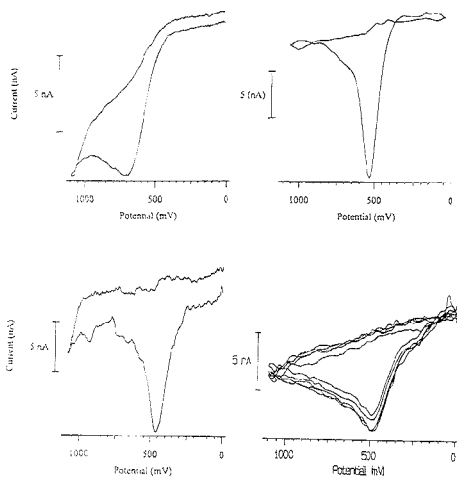 Current (nA)
5 nA
1000 500 0
Potential (mV)
5 (nA)
1000 500 0
Potential (mV)
Current (nA)
5 nA
1000 500 0
Potential (mV)
5 nA
1000 500 0
Potential mV